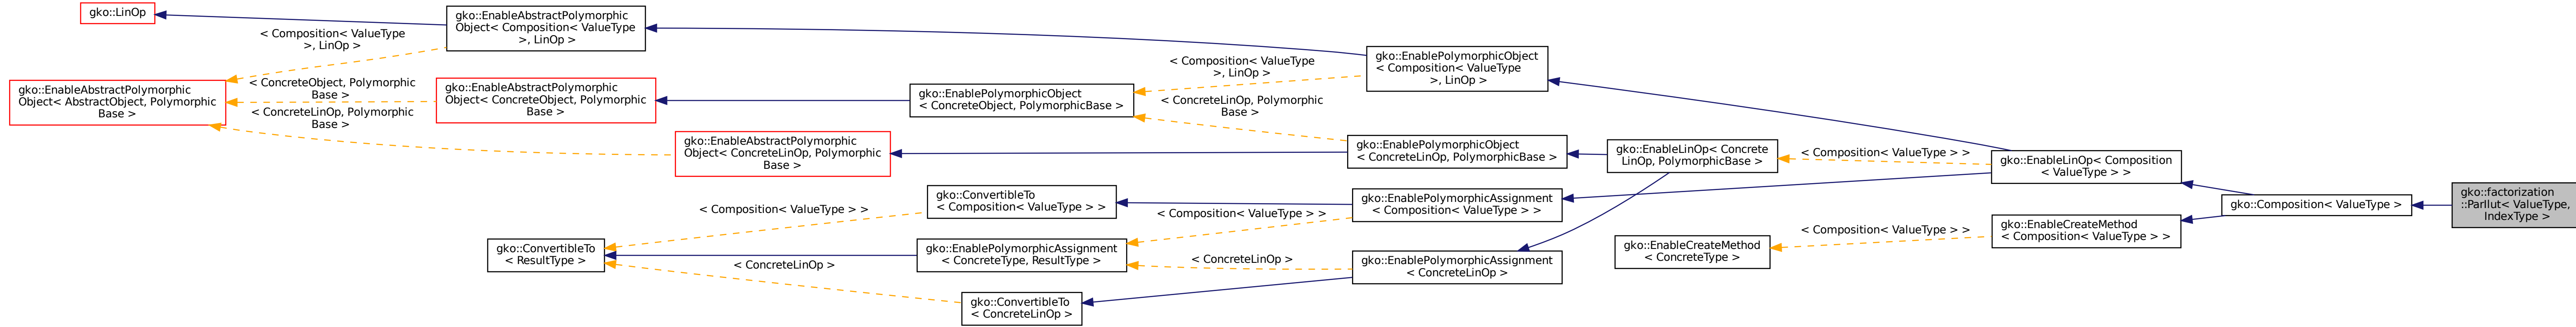 gko::LinOp
gko::EnableAbstractPolymorphic
Object< Composition< ValueType
>, LinOp >
< Composition< ValueType
>, LinOp >
gko::EnableAbstractPolymorphic
Object< AbstractObject, Polymorphic
Base >
< ConcreteObject, Polymorphic
Base >
< ConcreteLinOp, Polymorphic
Base >
gko::EnableAbstractPolymorphic
Object< ConcreteObject, Polymorphic
Base >
gko::EnableAbstractPolymorphic
Object< ConcreteLinOp, Polymorphic
Base >
gko::EnablePolymorphicObject
< ConcreteObject, PolymorphicBase >
< Composition< ValueType
>, LinOp >
< ConcreteLinOp, Polymorphic
Base >
gko::EnablePolymorphicObject
< Composition< ValueType
>, LinOp >
gko::EnablePolymorphicObject
< ConcreteLinOp, PolymorphicBase >
gko::EnableLinOp< Concrete
LinOp, PolymorphicBase >
< Composition< ValueType > >
gko::EnableLinOp< Composition
< ValueType > >
gko::ConvertibleTo
< Composition< ValueType > >
< Composition< ValueType > >
gko::EnablePolymorphicAssignment
< Composition< ValueType > >
< Composition< ValueType > >
gko::ConvertibleTo
< ResultType >
gko::EnablePolymorphicAssignment
< ConcreteType, ResultType >
< ConcreteLinOp >
< ConcreteLinOp >
gko::EnablePolymorphicAssignment
< ConcreteLinOp >
gko::ConvertibleTo
< ConcreteLinOp >
gko::EnableCreateMethod
< ConcreteType >
< Composition< ValueType > >
gko::EnableCreateMethod
< Composition< ValueType > >
gko::Composition< ValueType >
gko::factorization
::ParIlut< ValueType,
IndexType >